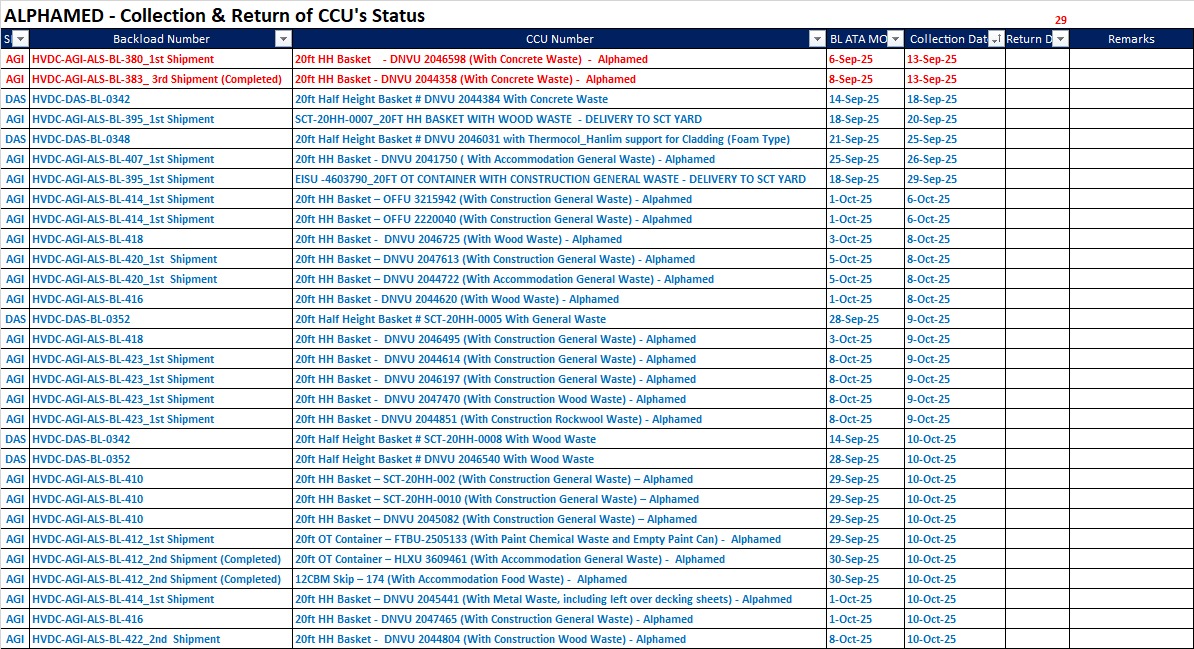 ALPHAMED - Collection & Return of CCU's Status
29
Backload Number CCU Number BL ATA MO Collection Dat Return D Remarks
AGI HVDC-AGI-ALS-BL-380_1st Shipment 20ft HH Basket - DNVU 2046598 (With Concrete Waste) - Alphamed 6-Sep-25 13-Sep-25
AGI HVDC-AGI-ALS-BL-383_ 3rd Shipment (Completed) 20ft HH Basket - DNVU 2044358 (With Concrete Waste) - Alphamed 8-Sep-25 13-Sep-25
DAS HVDC-DAS-BL-0342 20ft Half Height Basket # DNVU 2044384 With Concrete Waste 14-Sep-25 18-Sep-25
AGI HVDC-AGI-ALS-BL-395_1st Shipment SCT-20HH-0007_20FT HH BASKET WITH WOOD WASTE - DELIVERY TO SCT YARD 18-Sep-25 20-Sep-25
DAS HVDC-DAS-BL-0348 20ft Half Height Basket # DNVU 2046031 with Thermocol_Hanlim support for Cladding (Foam Type) 21-Sep-25 25-Sep-25
AGI HVDC-AGI-ALS-BL-407_1st Shipment 20ft HH Basket - DNVU 2041750 ( With Accommodation General Waste) - Alphamed 25-Sep-25 26-Sep-25
AGI HVDC-AGI-ALS-BL-395_1st Shipment EISU -4603790_20FT OT CONTAINER WITH CONSTRUCTION GENERAL WASTE - DELIVERY TO SCT YARD 18-Sep-25 29-Sep-25
AGI HVDC-AGI-ALS-BL-414_1st Shipment 20ft HH Basket – OFFU 3215942 (With Construction General Waste) - Alpahmed 1-Oct-25 6-Oct-25
AGI HVDC-AGI-ALS-BL-414_1st Shipment 20ft HH Basket – OFFU 2220040 (With Construction General Waste) - Alpahmed 1-Oct-25 6-Oct-25
AGI HVDC-AGI-ALS-BL-418 20ft HH Basket - DNVU 2046725 (With Wood Waste) - Alphamed 3-Oct-25 8-Oct-25
AGI HVDC-AGI-ALS-BL-420_1st Shipment 20ft HH Basket – DNVU 2047613 (With Construction General Waste) - Alphamed 5-Oct-25 8-Oct-25
AGI HVDC-AGI-ALS-BL-420_1st Shipment 20ft HH Basket – DNVU 2044722 (With Accommodation General Waste) - Alphamed 5-Oct-25 8-Oct-25
AGI HVDC-AGI-ALS-BL-416 20ft HH Basket - DNVU 2044620 (With Wood Waste) - Alphamed 1-Oct-25 8-Oct-25
DAS HVDC-DAS-BL-0352 20ft Half Height Basket # SCT-20HH-0005 With General Waste 28-Sep-25 9-Oct-25
AGI HVDC-AGI-ALS-BL-418 20ft HH Basket - DNVU 2046495 (With Construction General Waste) - Alphamed 3-Oct-25 9-Oct-25
AGI HVDC-AGI-ALS-BL-423_1st Shipment 20ft HH Basket - DNVU 2044614 (With Construction General Waste) - Alphamed 8-Oct-25 9-Oct-25
AGI HVDC-AGI-ALS-BL-423_1st Shipment 20ft HH Basket - DNVU 2046197 (With Construction General Waste) - Alphamed 8-Oct-25 9-Oct-25
AGI HVDC-AGI-ALS-BL-423_1st Shipment 20ft HH Basket - DNVU 2047470 (With Construction Wood Waste) - Alphamed 8-Oct-25 9-Oct-25
AGI HVDC-AGI-ALS-BL-423_1st Shipment 20ft HH Basket - DNVU 2044851 (With Construction Rockwool Waste) - Alphamed 8-Oct-25 9-Oct-25
DAS HVDC-DAS-BL-0342 20ft Half Height Basket # SCT-20HH-0008 With Wood Waste 14-Sep-25 10-Oct-25
DAS HVDC-DAS-BL-0352 20ft Half Height Basket # DNVU 2046540 With Wood Waste 28-Sep-25 10-Oct-25
AGI HVDC-AGI-ALS-BL-410 20ft HH Basket – SCT-20HH-002 (With Construction General Waste) – Alphamed 29-Sep-25 10-Oct-25
AGI HVDC-AGI-ALS-BL-410 20ft HH Basket – SCT-20HH-0010 (With Construction General Waste) – Alphamed 29-Sep-25 10-Oct-25
AGI HVDC-AGI-ALS-BL-410 20ft HH Basket – DNVU 2045082 (With Construction General Waste) – Alphamed 29-Sep-25 10-Oct-25
AGI HVDC-AGI-ALS-BL-412_1st Shipment 20ft OT Container – FTBU-2505133 (With Paint Chemical Waste and Empty Paint Can) - Alphamed 29-Sep-25 10-Oct-25
AGI HVDC-AGI-ALS-BL-412_2nd Shipment (Completed) 20ft OT Container – HLXU 3609461 (With Accommodation General Waste) - Alphamed 30-Sep-25 10-Oct-25
AGI HVDC-AGI-ALS-BL-412_2nd Shipment (Completed) 12CBM Skip – 174 (With Accommodation Food Waste) - Alphamed 30-Sep-25 10-Oct-25
AGI HVDC-AGI-ALS-BL-414_1st Shipment 20ft HH Basket – DNVU 2045441 (With Metal Waste, including left over decking sheets) - Alpahmed 1-Oct-25 10-Oct-25
AGI HVDC-AGI-ALS-BL-416 20ft HH Basket - DNVU 2047465 (With Construction General Waste) - Alphamed 1-Oct-25 10-Oct-25
AGI HVDC-AGI-ALS-BL-422_2nd Shipment 20ft HH Basket - DNVU 2044804 (With Construction Wood Waste) - Alphamed 8-Oct-25 10-Oct-25